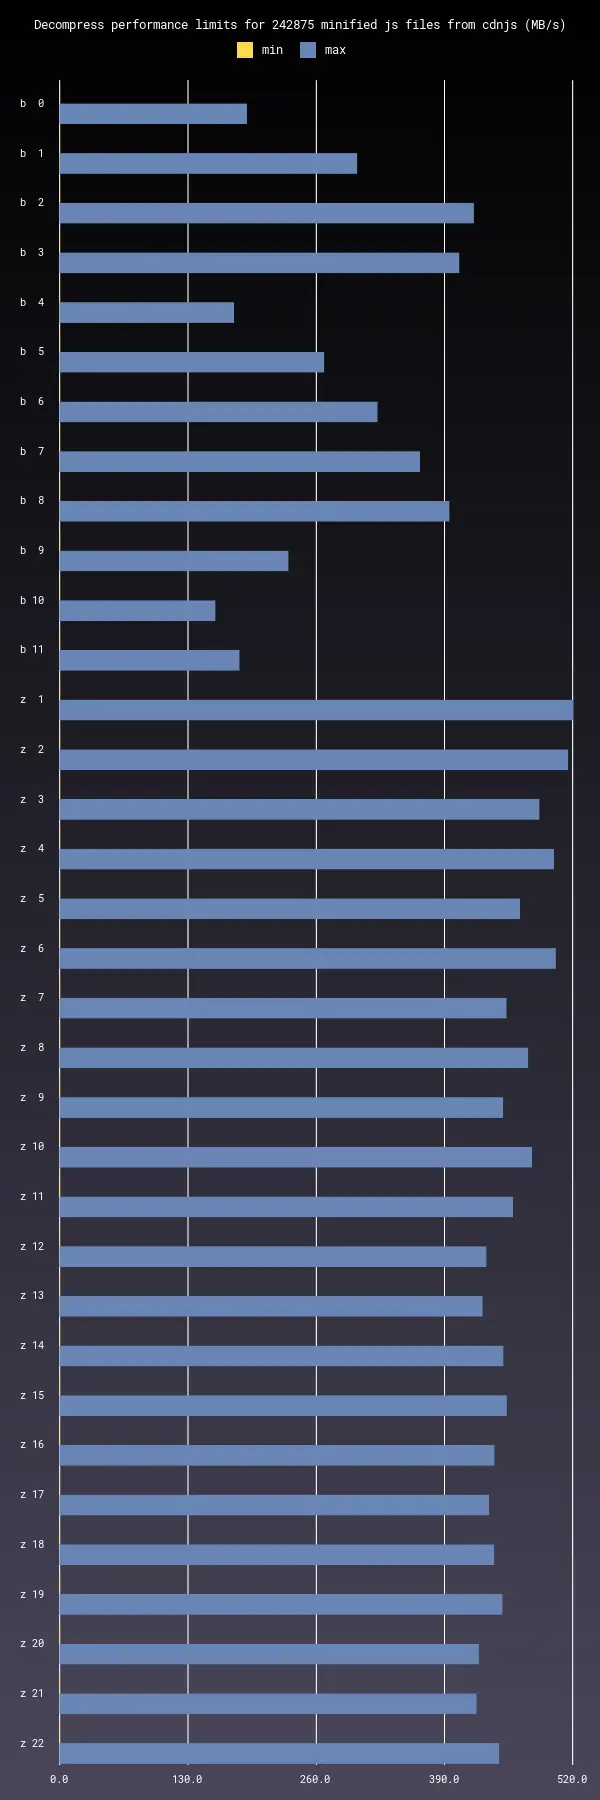 Decompress performance limits for 242875 minified js files from cdnjs (MB/s)
min max
b 0
b 1
b 2
b 3
b 4
b 5
b 6
b 7
b 8
b 9
b 10
b 11
z 1
z 2
z 3
z 4
z 5
z 6
z 7
z 8
z 9
z 10
z 11
z 12
z 13
z 14
z 15
z 16
z 17
z 18
z 19
z 20
z 21
z 22
0.0 130.0 260.0 390.0 520.0